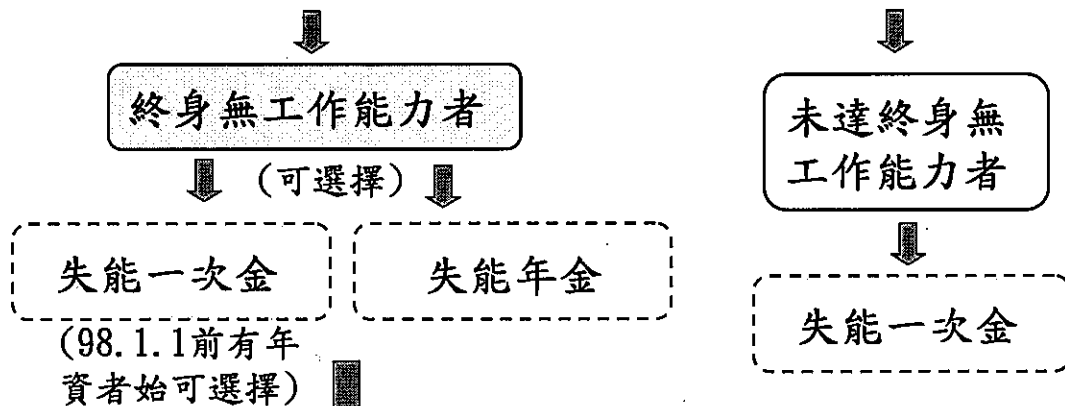 終身無工作能力者
(可選擇)
失能一次金
失能年金
(98.1.1前有年
資者始可選擇)
未達終身無
工作能力者
失能一次金